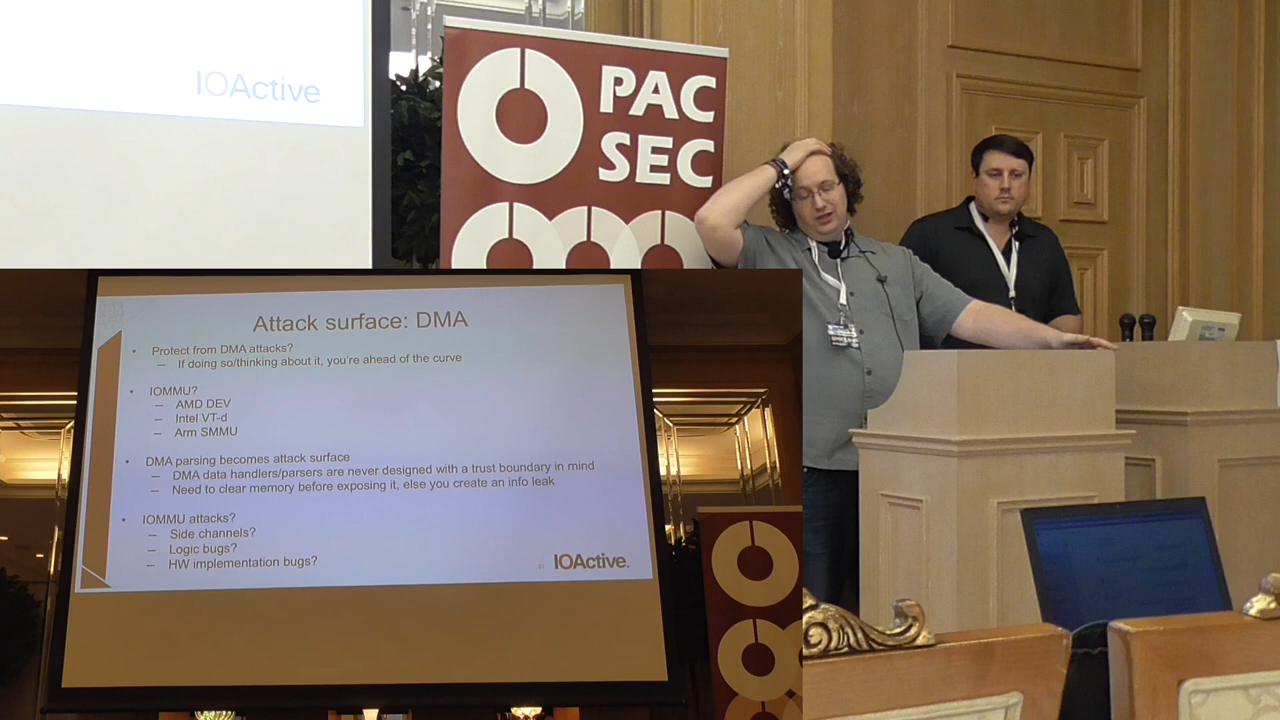 IOActive
PAC
SEC
Attack surface: DMA
• Protect from DMA attacks?
– If doing so/thinking about it, you're ahead of the curve
• IOMMU?
– AMD DEV
– Intel VT-d
– Arm SMMU
• DMA parsing becomes attack surface
– DMA data handlers/parsers are never designed with a trust boundary in mind
– Need to clear memory before exposing it, else you create an info leak
• IOMMU attacks?
– Side channels?
– Logic bugs?
– HW implementation bugs?
IOActive.